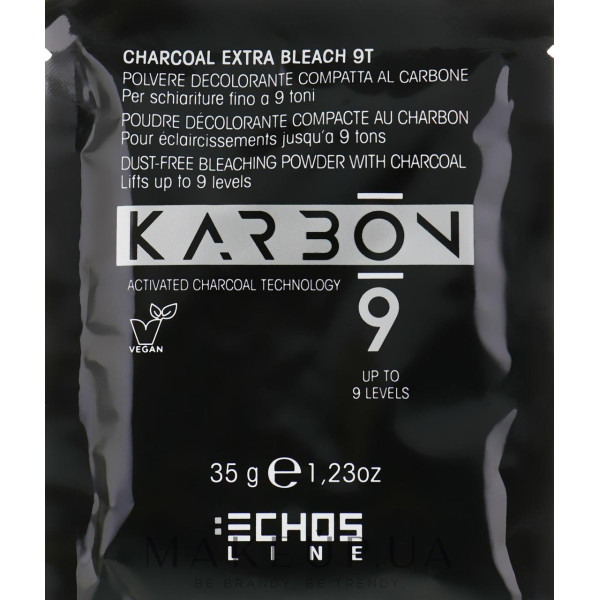 CHARCOAL EXTRA BLEACH 9T
POLVERE DECOLORANTE COMPATTA AL CARBONE
Per schiariture fino a 9 toni
POUDRE DÉCOLORANTE COMPACTE AU CHARBON
Pour éclaircissements jusqu'a 9 tons
DUST-FREE BLEACHING POWDER WITH CHARCOAL
Lifts up to 9 levels
KARBON
9
ACTIVATED CHARCOAL TECHNOLOGY
VEGAN
UP TO
9 LEVELS
35 g e 1,23oz
ECHOS
LINE
MAKEUP.UA
BE BRANDY, BE TRENDY